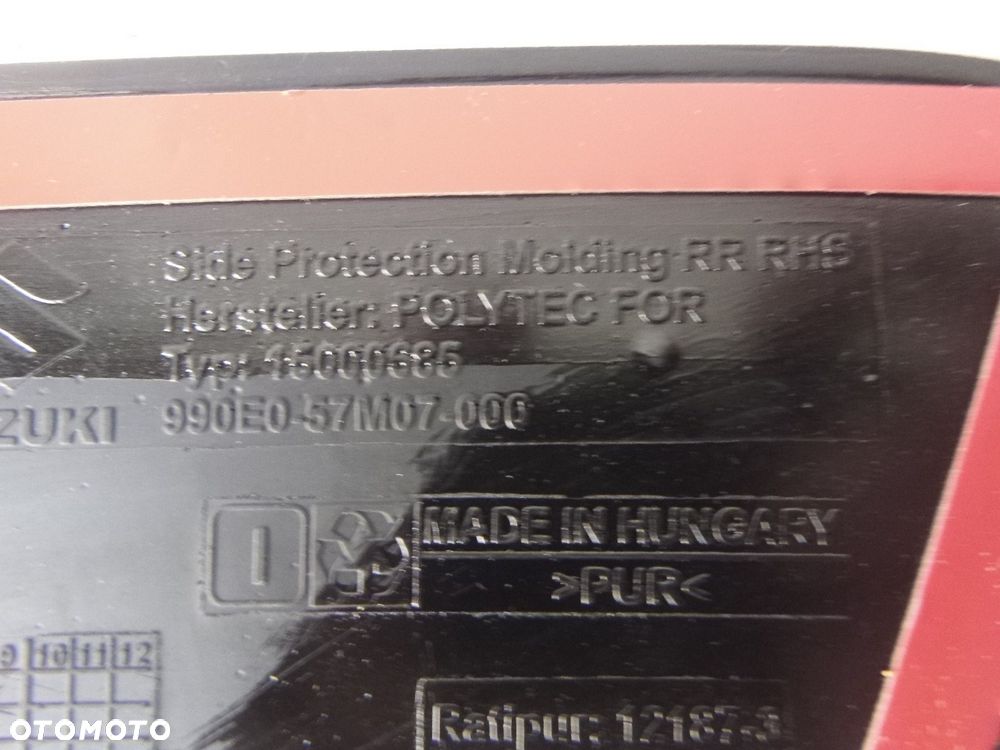 Side Protection Molding RR RHS
Hersteller: POLYTEC FOR
Typ: 15000685
ZUKI 990E0-57M07-000
I
MADE IN HUNGARY
>PUR<
9 10 11 12
Ratipur: 12187-3
OTOMOTO
OTOMOTO